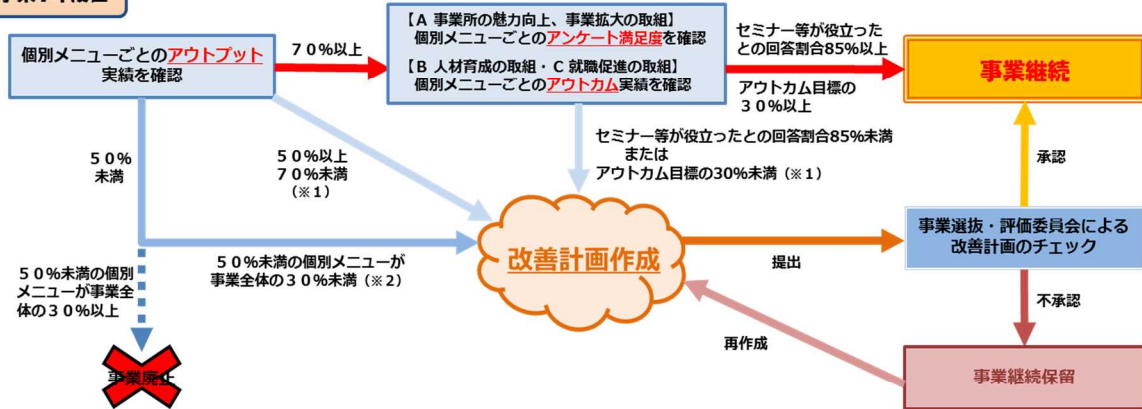 個別メニューごとのアウトプット
実績を確認
70%以上
【A 事業所の魅力向上、事業拡大の取組】
個別メニューごとのアンケート満足度を確認
【B 人材育成の取組・C 就職促進の取組】
個別メニューごとのアウトカム実績を確認
セミナー等が役立った
との回答割合85%以上
アウトカム目標の
30%以上
事業継続
50%
未満
50%以上
70%未満
（※1）
セミナー等が役立ったとの回答割合85%未満
または
アウトカム目標の30%未満（※1）
承認
50%未満の個別メニューが
事業全体の30%未満（※2）
改善計画作成
提出
事業選抜・評価委員会による
改善計画のチェック
50%未満の個別
メニューが事業全
体の30%以上
不承認
再作成
事業廃止
事業継続保留